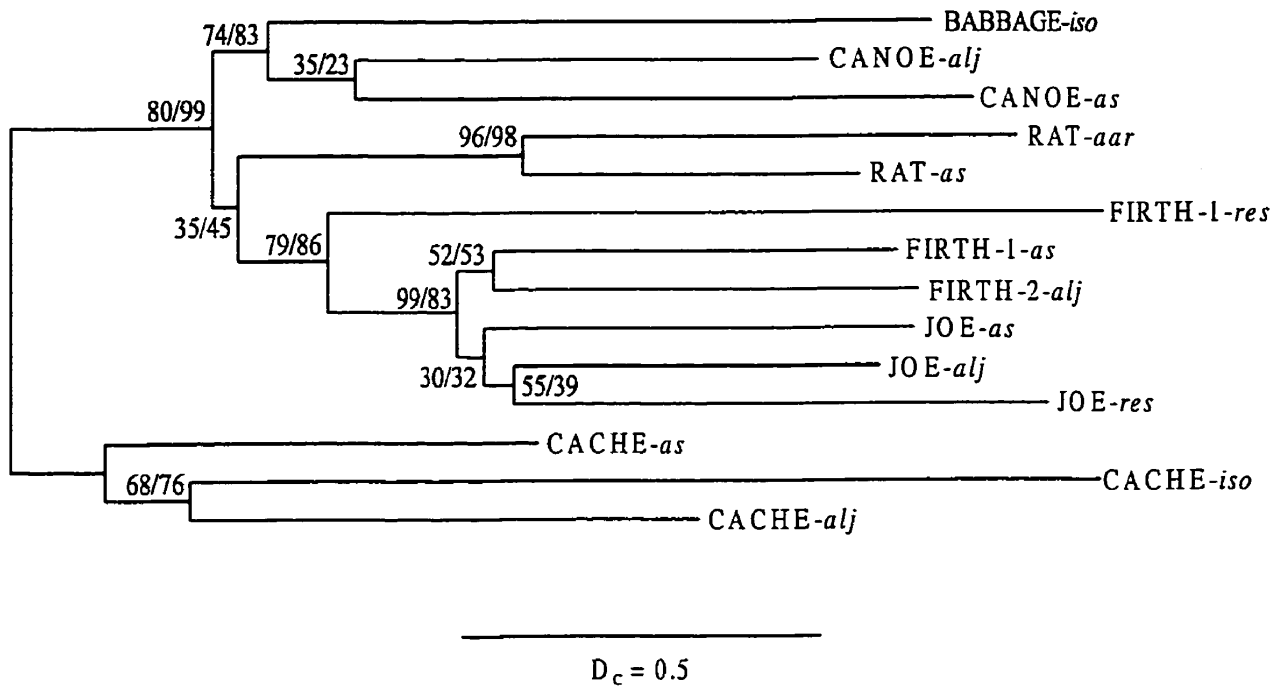 BABBAGE-iso
74/83
CANOE-alj
35/23
CANOE-as
80/99
96/98
RAT-aar
RAT-as
FIRTH-1-res
35/45
79/86
52/53
FIRTH-1-as
FIRTH-2-alj
99/83
JOE-as
JOE-alj
30/32
55/39
JOE-res
CACHE-as
68/76
CACHE-iso
CACHE-alj
Dc = 0.5